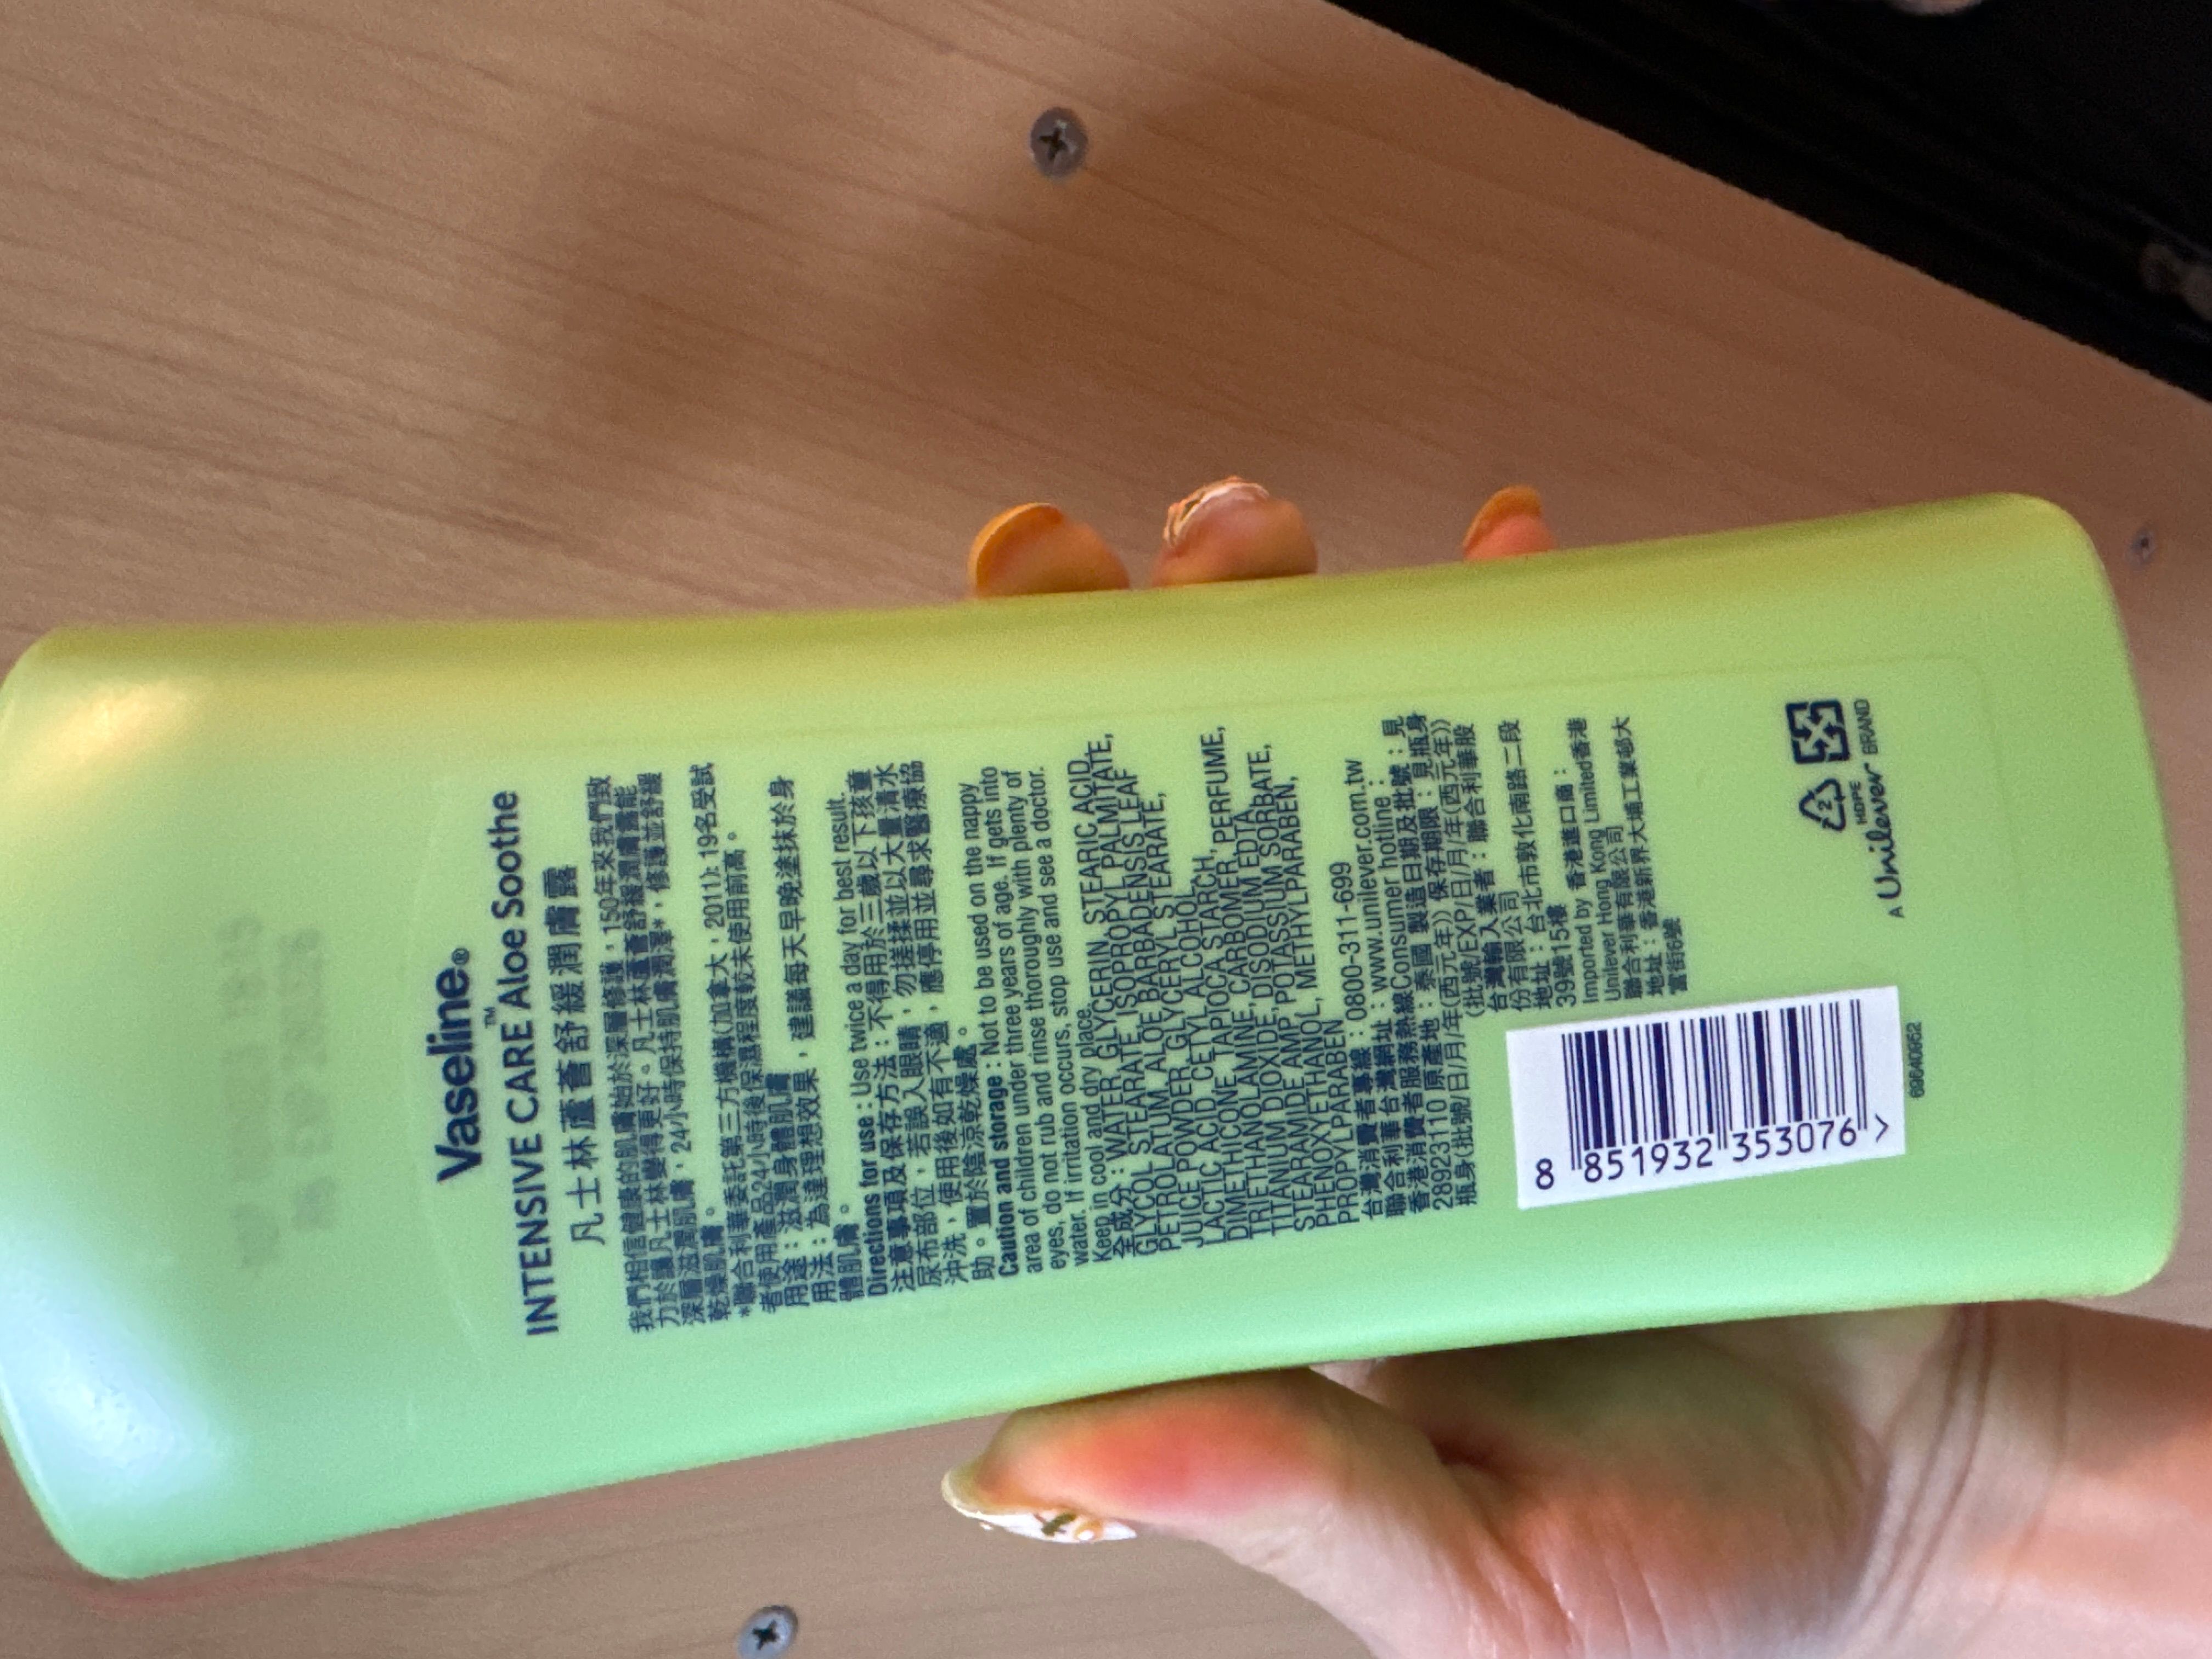 Vaseline®
INTENSIVE CARE™ Aloe Soothe
凡士林蘆薈舒緩潤膚露
我們相信健康的肌膚始於深層修護,150年來我們致
力於讓凡士林變得更好。凡士林蘆薈舒緩潤膚露能
深層滋潤肌膚,24小時保持肌膚潤澤*,修護並舒緩
乾燥肌膚。
*聯合利華委託第三方機構(加拿大,2011);19名受試
者使用產品24小時後保濕程度較未使用前高。
用途:滋潤身體肌膚
用法:為達理想效果,建議每天早晚塗抹於身
體肌膚。
Directions for use : Use twice a day for best result.
注意事項及保存方法:不得用於三歲以下孩童
尿布部位,若誤入眼睛,勿搓揉並以大量清水
沖洗,使用後如有不適,應停用並尋求醫療協
助。置於陰涼乾燥處。
Caution and storage : Not to be used on the nappy
area of children under three years of age. If gets into
eyes, do not rub and rinse thoroughly with plenty of
water. If irritation occurs, stop use and see a doctor.
Keep in cool and dry place.
全成分:WATER, GLYCERIN, STEARIC ACID,
GLYCOL STEARATE, ISOPROPYL PALMITATE,
PETROLATUM, ALOE BARBADENSIS LEAF
JUICE POWDER, GLYCERYL STEARATE,
LACTIC ACID, CETYL ALCOHOL,
DIMETHICONE, TAPIOCA STARCH, PERFUME,
TRIETHANOLAMINE, CARBOMER,
TITANIUM DIOXIDE, DISODIUM EDTA,
STEARAMIDE AMP, POTASSIUM SORBATE,
PHENOXYETHANOL, METHYLPARABEN,
PROPYLPARABEN
台灣消費者專線:0800-311-699
聯合利華台灣網址:www.unilever.com.tw
香港消費者服務熱線Consumer hotline :
28923110 原產地:泰國 製造日期及批號:見
瓶身(批號/日/月/年(西元年)) 保存期限:見瓶身
(批號/EXP/日/月/年(西元年))
台灣輸入業者:聯合利華股
份有限公司
地址:台北市敦化南路二段
39號15樓
Imported by 香港進口商:
Unilever Hong Kong Limited香港
聯合利華有限公司
地址:香港新界大埔工業邨大
富街6號
8 851932 353076 >
2
HDPE
A Unilever BRAND
69640952